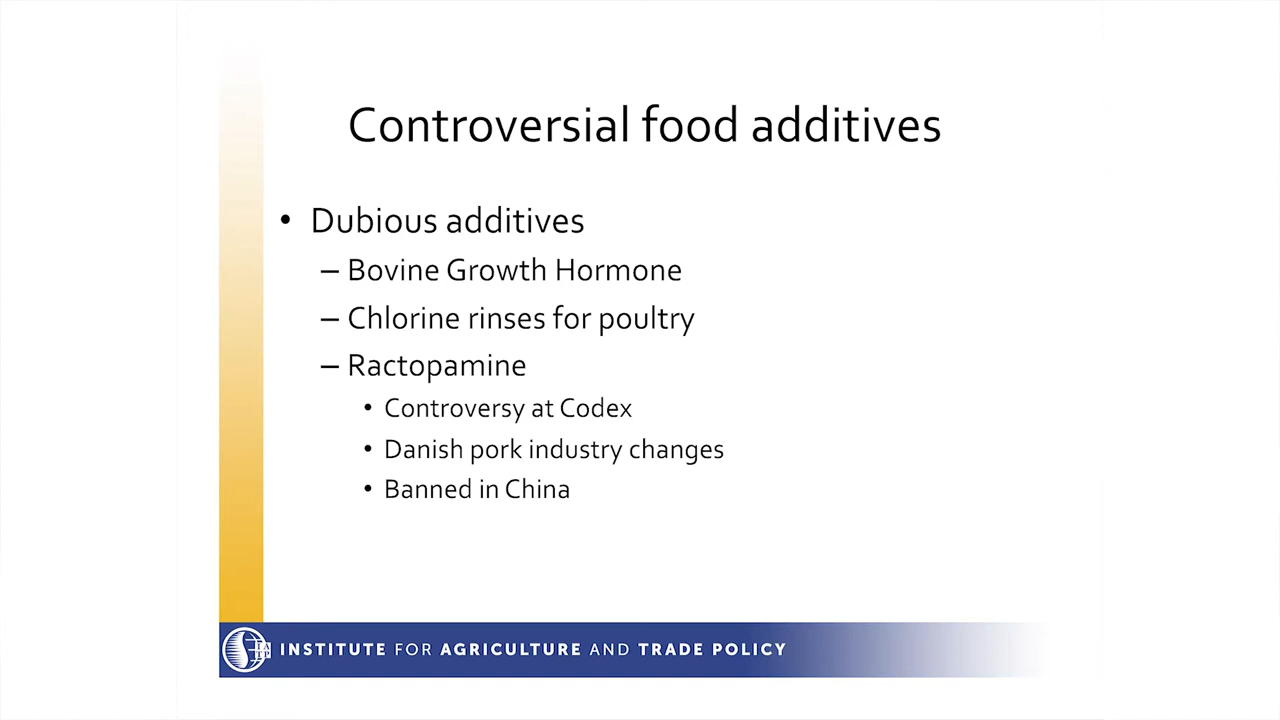 Controversial food additives
• Dubious additives
– Bovine Growth Hormone
– Chlorine rinses for poultry
– Ractopamine
• Controversy at Codex
• Danish pork industry changes
• Banned in China
IATP
INSTITUTE FOR AGRICULTURE AND TRADE POLICY